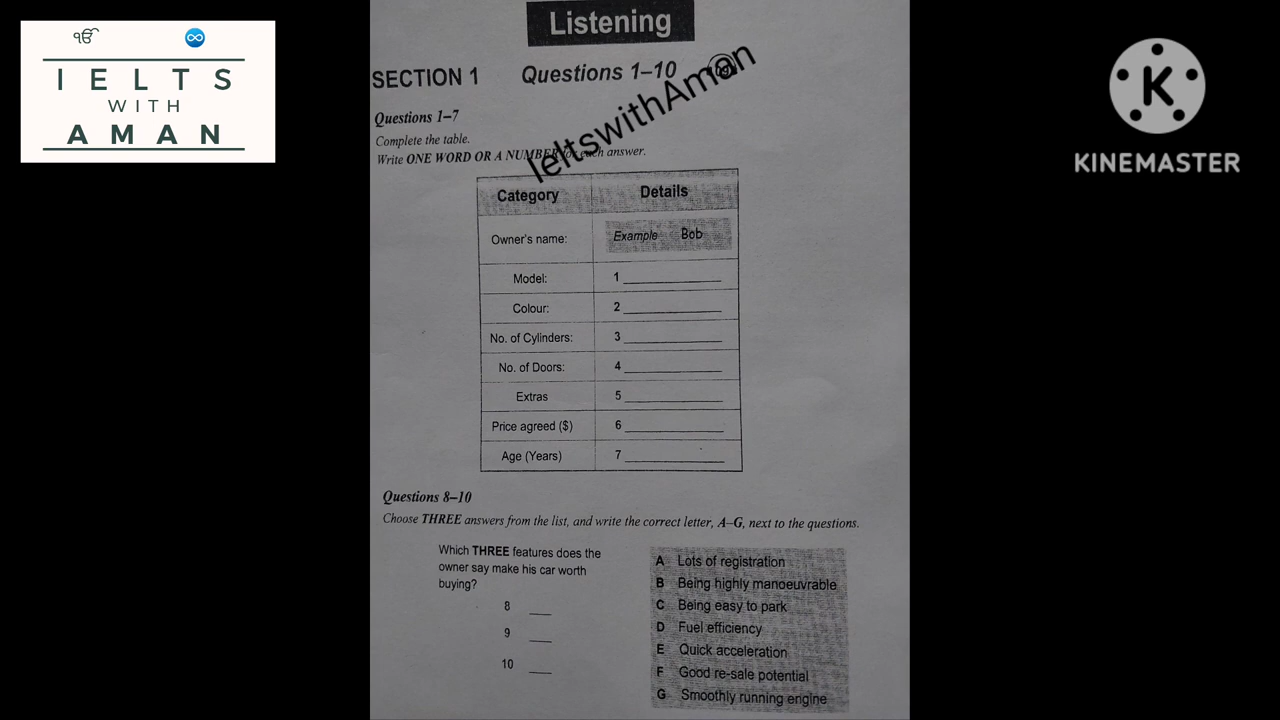 ੴ
IELTS
WITH
AMAN
K
KINEMASTER
Listening
SECTION 1 Questions 1–10
IeltswithAman
Questions 1–7
Complete the table.
Write ONE WORD OR A NUMBER for each answer.
Category Details
Owner's name: Example Bob
Model: 1
Colour: 2
No. of Cylinders: 3
No. of Doors: 4
Extras 5
Price agreed ($) 6
Age (Years) 7
Questions 8–10
Choose THREE answers from the list, and write the correct letter, A–G, next to the questions.
Which THREE features does the
owner say make his car worth
buying?
8
9
10
A Lots of registration
B Being highly manoeuvrable
C Being easy to park
D Fuel efficiency
E Quick acceleration
F Good re-sale potential
G Smoothly running engine